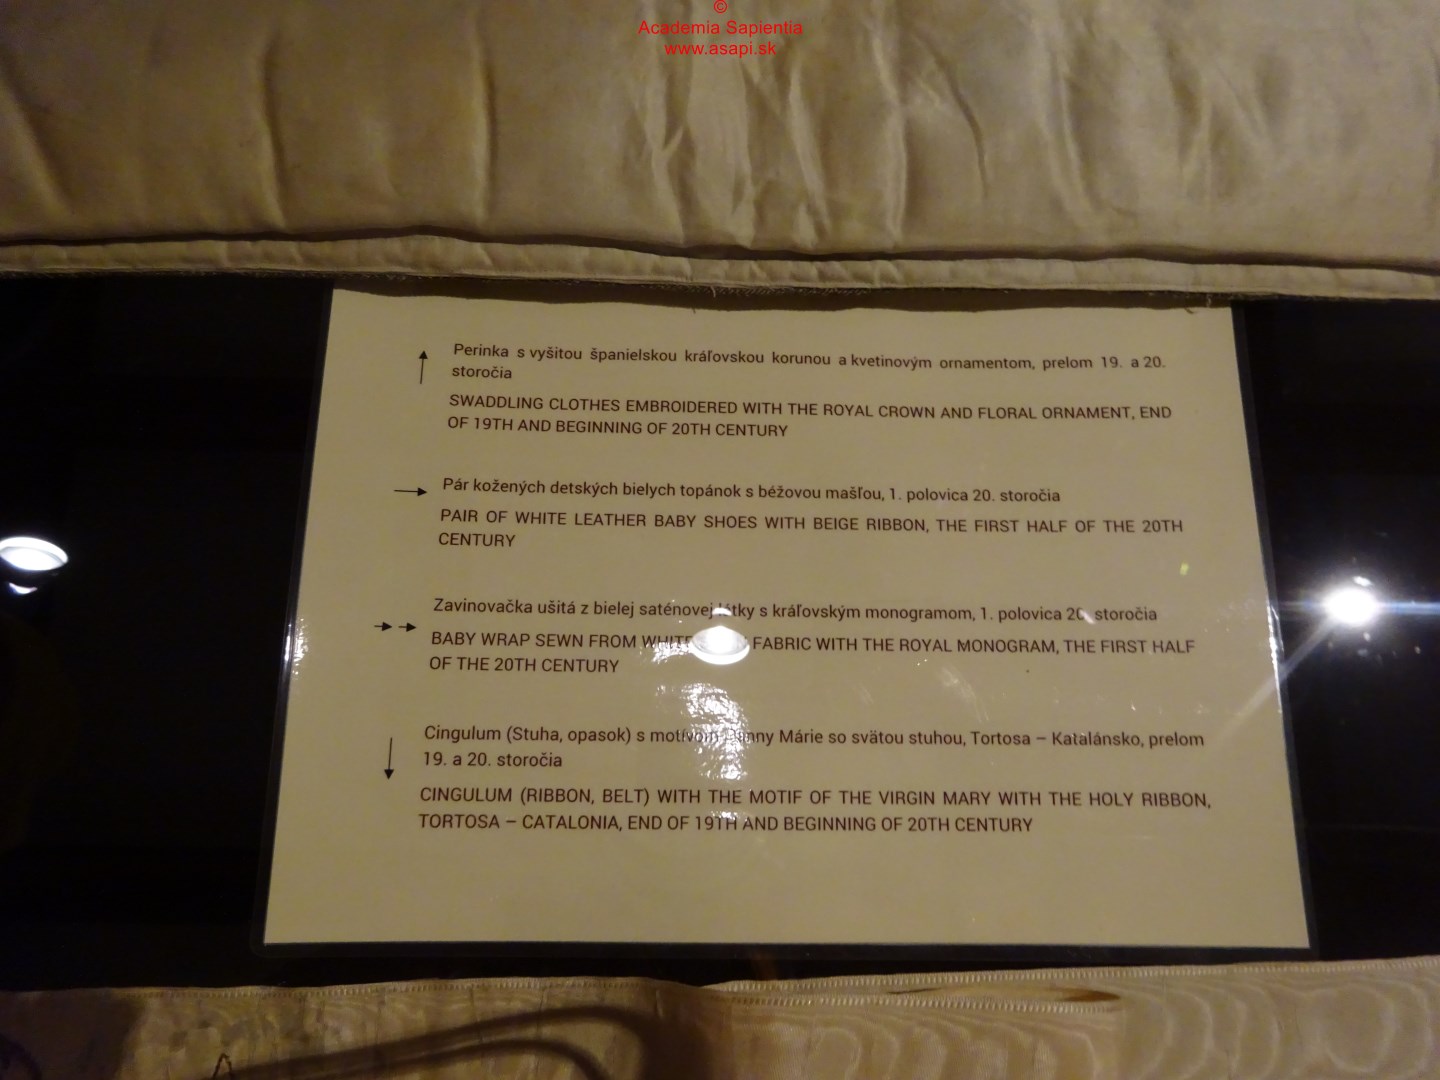 ©
Academia Sapientia
www.asapi.sk
Perinka s vyšitou španielskou kráľovskou korunou a kvetinovým ornamentom, prelom 19. a 20.
storočia
SWADDLING CLOTHES EMBROIDERED WITH THE ROYAL CROWN AND FLORAL ORNAMENT, END
OF 19TH AND BEGINNING OF 20TH CENTURY
Pár kožených detských bielych topánok s béžovou mašľou, 1. polovica 20. storočia
PAIR OF WHITE LEATHER BABY SHOES WITH BEIGE RIBBON, THE FIRST HALF OF THE 20TH
CENTURY
Zavinovačka ušitá z bielej saténovej látky s kráľovským monogramom, 1. polovica 20. storočia
BABY WRAP SEWN FROM WHITE FABRIC WITH THE ROYAL MONOGRAM, THE FIRST HALF
OF THE 20TH CENTURY
Cingulum (Stuha, opasok) s motívom Márie so svätou stuhou, Tortosa – Katalánsko, prelom
19. a 20. storočia
CINGULUM (RIBBON, BELT) WITH THE MOTIF OF THE VIRGIN MARY WITH THE HOLY RIBBON,
TORTOSA – CATALONIA, END OF 19TH AND BEGINNING OF 20TH CENTURY